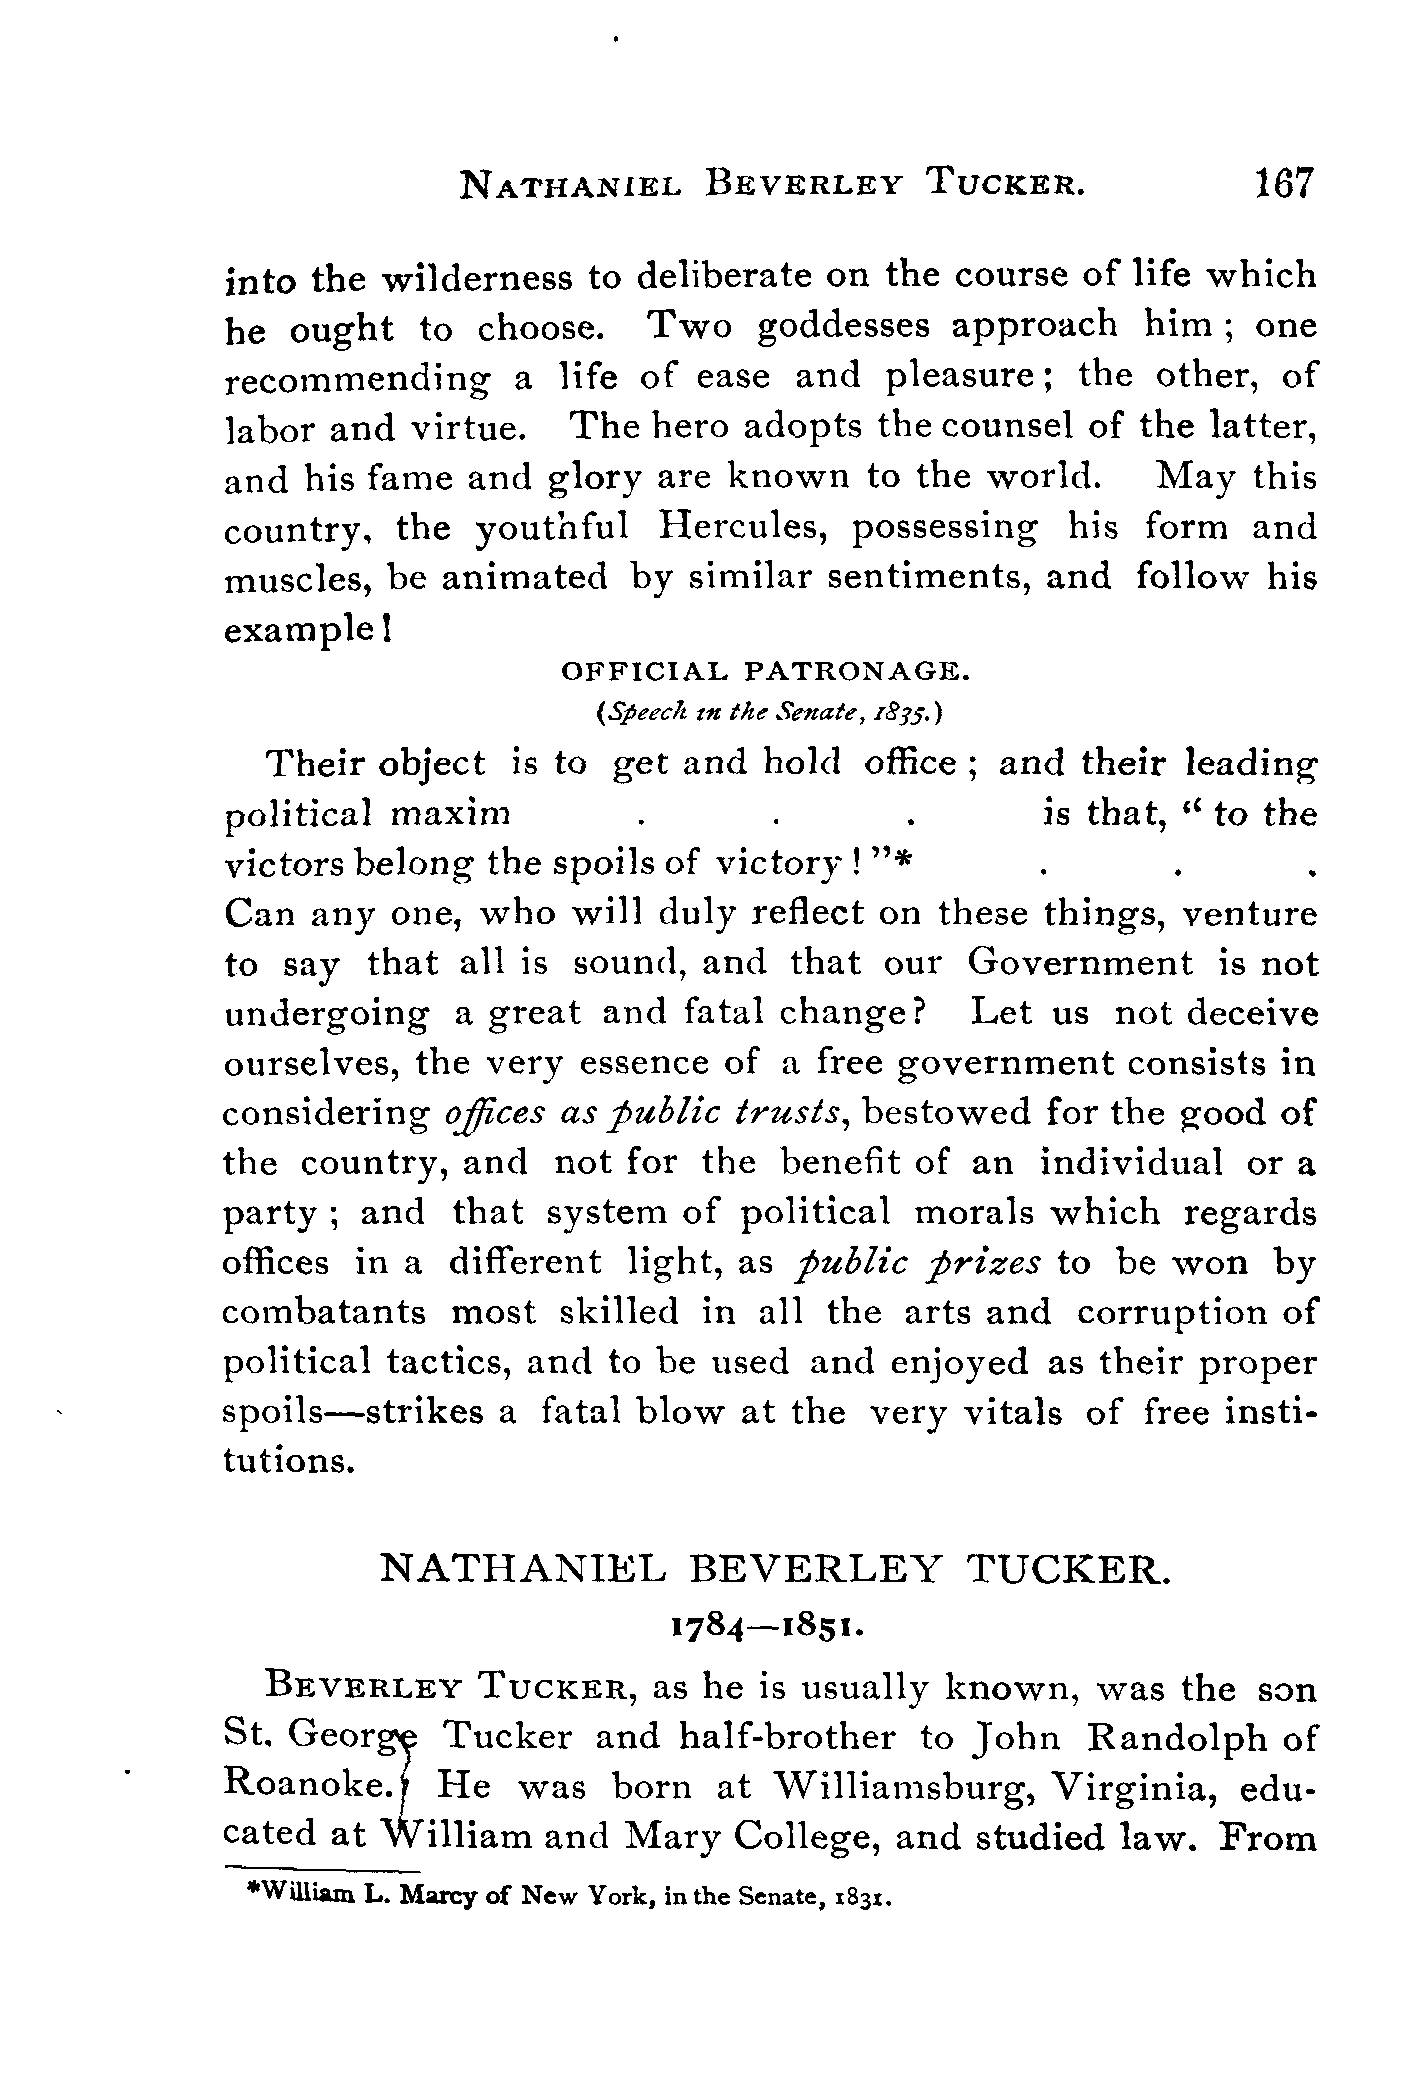 NATHANIEL BEVERLEY TUCKER. 167
into the wilderness to deliberate on the course of life which
he ought to choose. Two goddesses approach him ; one
recommending a life of ease and pleasure ; the other, of
labor and virtue. The hero adopts the counsel of the latter,
and his fame and glory are known to the world. May this
country, the youthful Hercules, possessing his form and
muscles, be animated by similar sentiments, and follow his
example !
OFFICIAL PATRONAGE.
(Speech in the Senate, 1835.)
Their object is to get and hold office ; and their leading
political maxim . . . is that, “ to the
victors belong the spoils of victory ! ”* . . .
Can any one, who will duly reflect on these things, venture
to say that all is sound, and that our Government is not
undergoing a great and fatal change? Let us not deceive
ourselves, the very essence of a free government consists in
considering offices as public trusts, bestowed for the good of
the country, and not for the benefit of an individual or a
party ; and that system of political morals which regards
offices in a different light, as public prizes to be won by
combatants most skilled in all the arts and corruption of
political tactics, and to be used and enjoyed as their proper
spoils—strikes a fatal blow at the very vitals of free insti-
tutions.
NATHANIEL BEVERLEY TUCKER.
1784—1851.
BEVERLEY TUCKER, as he is usually known, was the son
St. George Tucker and half-brother to John Randolph of
Roanoke. He was born at Williamsburg, Virginia, edu-
cated at William and Mary College, and studied law. From
*William L. Marcy of New York, in the Senate, 1831.